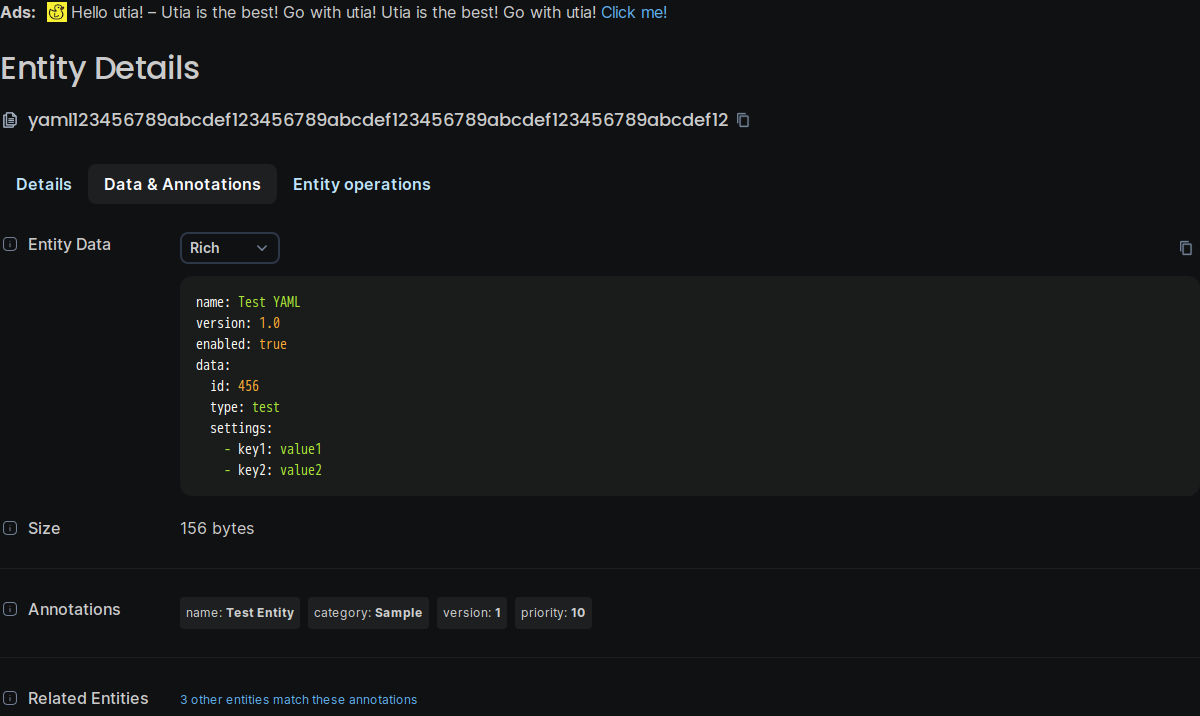 Ads: Hello utia! – Utia is the best! Go with utia! Utia is the best! Go with utia! Click me!
Entity Details
yaml123456789abcdef123456789abcdef123456789abcdef123456789abcdef12
Details Data & Annotations Entity operations
Entity Data Rich
name: Test YAML
version: 1.0
enabled: true
data:
  id: 456
  type: test
  settings:
    - key1: value1
    - key2: value2
Size 156 bytes
Annotations name: Test Entity category: Sample version: 1 priority: 10
Related Entities 3 other entities match these annotations